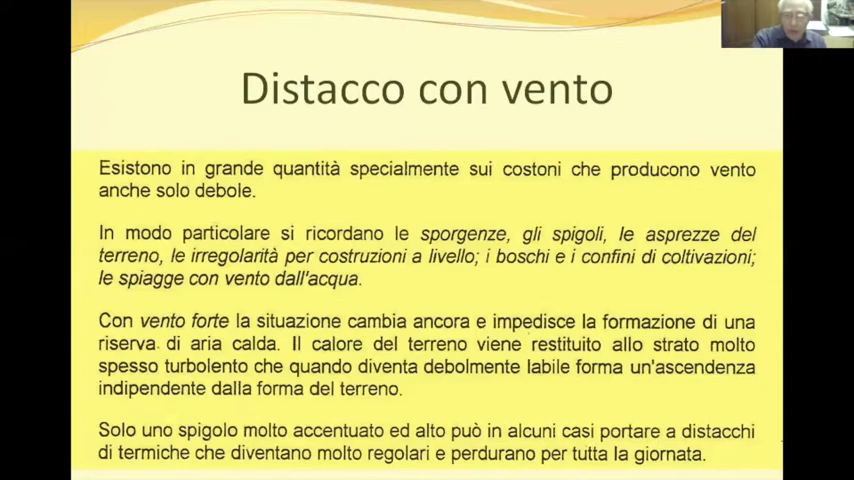 Distacco con vento
Esistono in grande quantità specialmente sui costoni che producono vento
anche solo debole.
In modo particolare si ricordano le sporgenze, gli spigoli, le asprezze del
terreno, le irregolarità per costruzioni a livello; i boschi e i confini di coltivazioni;
le spiagge con vento dall'acqua.
Con vento forte la situazione cambia ancora e impedisce la formazione di una
riserva di aria calda. Il calore del terreno viene restituito allo strato molto
spesso turbolento che quando diventa debolmente labile forma un'ascendenza
indipendente dalla forma del terreno.
Solo uno spigolo molto accentuato ed alto può in alcuni casi portare a distacchi
di termiche che diventano molto regolari e perdurano per tutta la giornata.